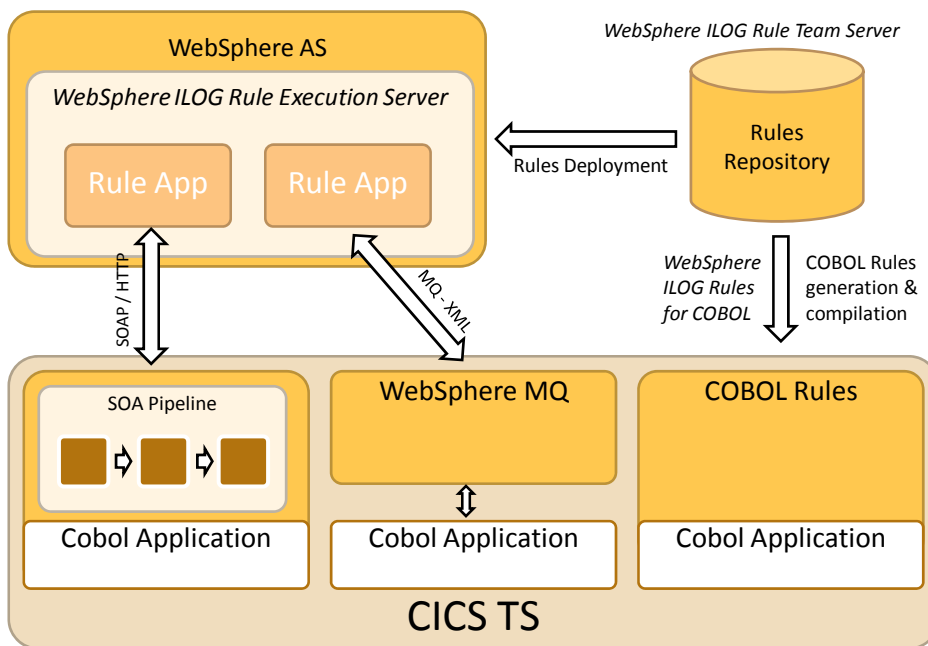 WebSphere AS
WebSphere ILOG Rule Execution Server
Rule App
Rule App
WebSphere ILOG Rule Team Server
Rules
Repository
Rules Deployment
SOAP / HTTP
MQ - XML
WebSphere
ILOG Rules
for COBOL
COBOL Rules
generation &
compilation
SOA Pipeline
Cobol Application
WebSphere MQ
Cobol Application
COBOL Rules
Cobol Application
CICS TS